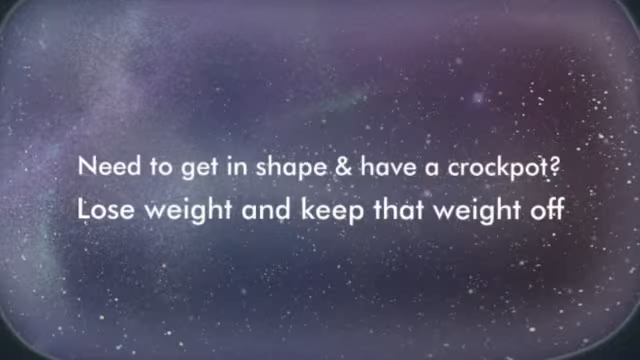 Need to get in shape & have a crockpot?
Lose weight and keep that weight off